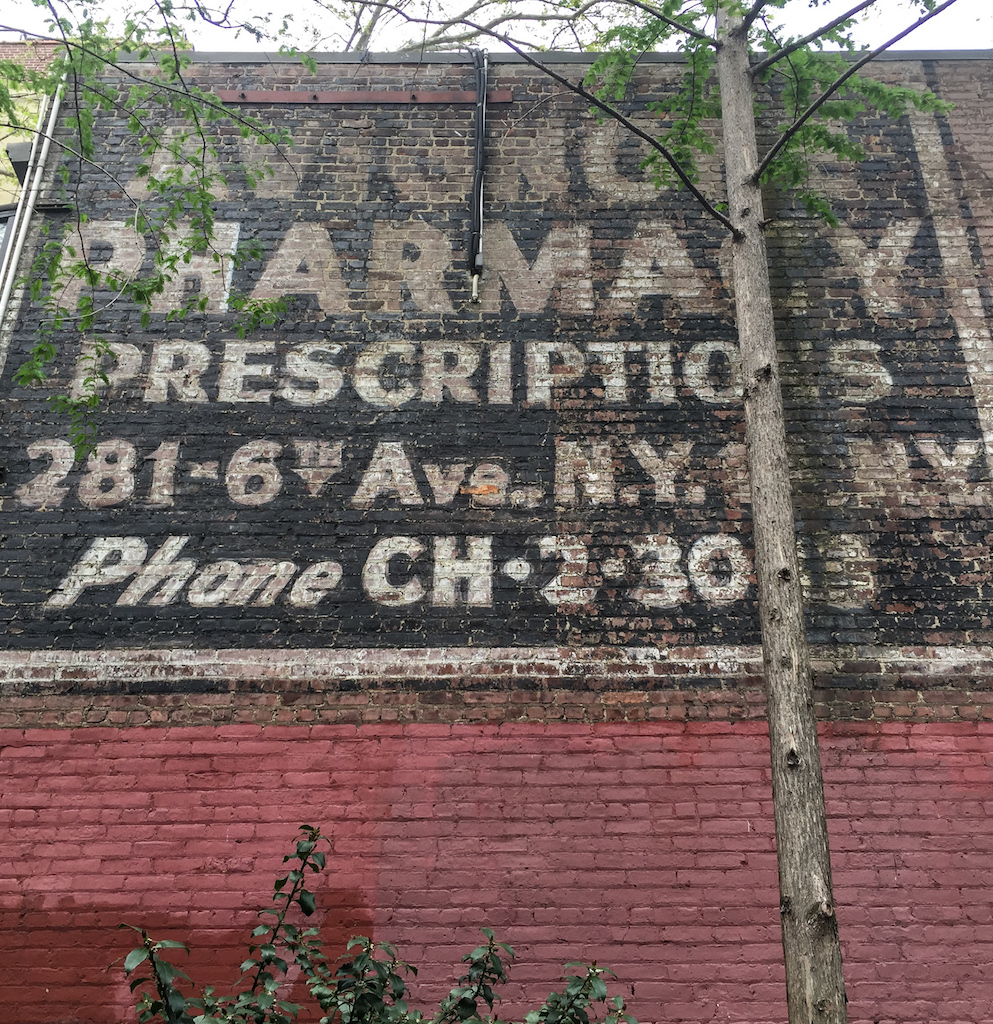 PHARMACY
PRESCRIPTIONS
281-6TH Ave., N.Y.
Phone CH·2·30